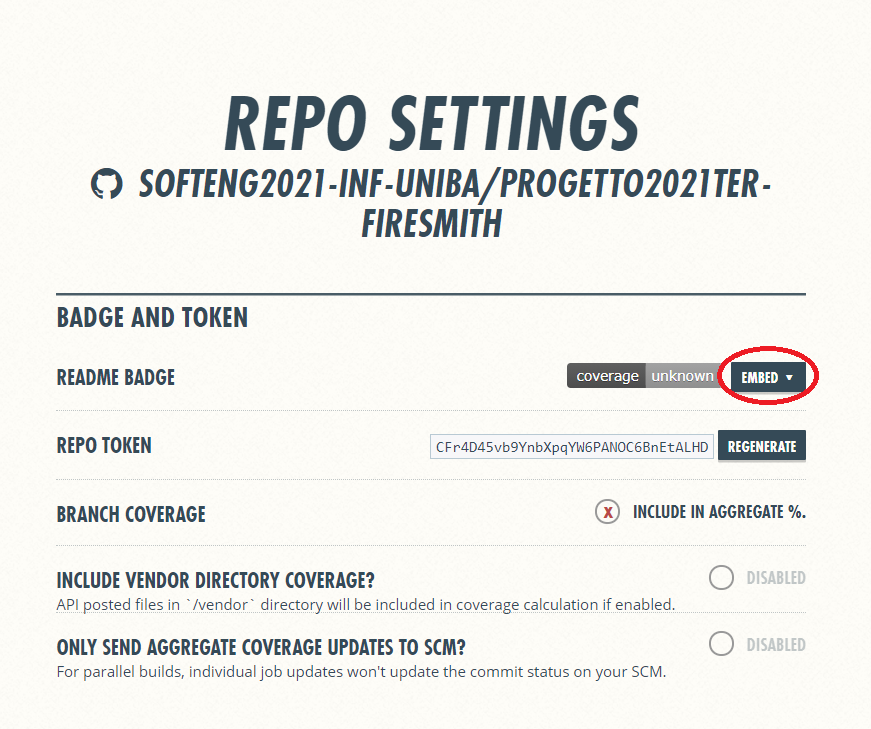 REPO SETTINGS
SOFTENG2021-INF-UNIBA/PROGETTO2021TER-
FIRESMITH
BADGE AND TOKEN
README BADGE
coverage unknown
EMBED
REPO TOKEN
CFr4D45vb9YnbXpqYW6PANOC6BnEtALHD
REGENERATE
BRANCH COVERAGE
X INCLUDE IN AGGREGATE %.
INCLUDE VENDOR DIRECTORY COVERAGE?
DISABLED
API posted files in `/vendor` directory will be included in coverage calculation if enabled.
ONLY SEND AGGREGATE COVERAGE UPDATES TO SCM?
DISABLED
For parallel builds, individual job updates won't update the commit status on your SCM.